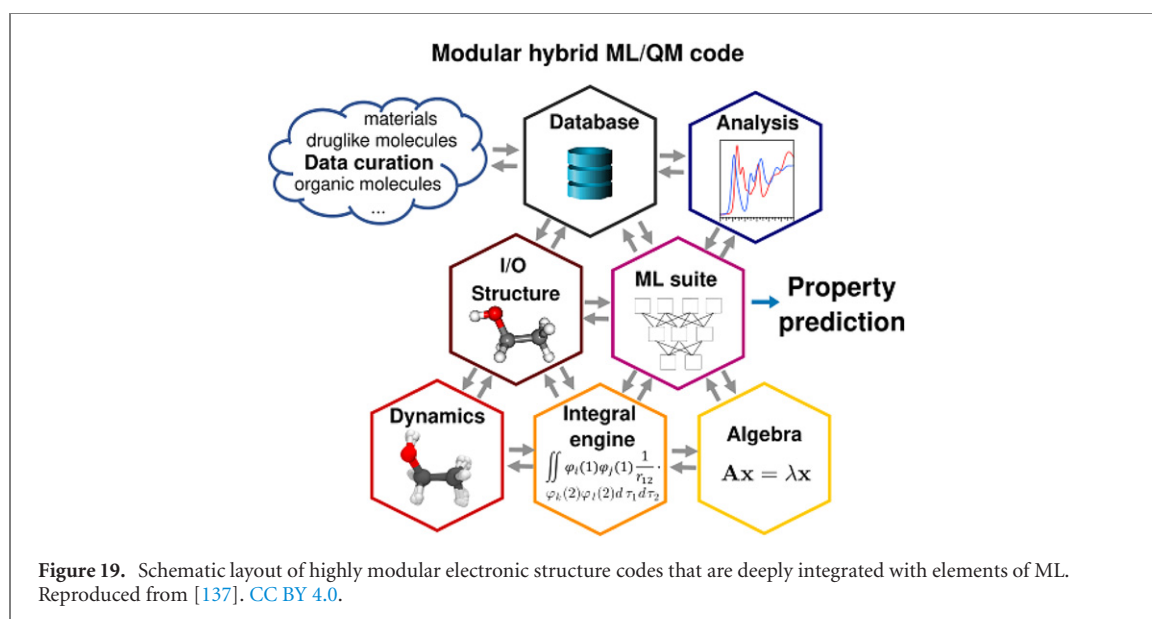 Modular hybrid ML/QM code
materials
druglike molecules
Data curation
organic molecules
...
Database
Analysis
I/O
Structure
ML suite
Property
prediction
Dynamics
Integral
engine
∬ φᵢ(1)φⱼ(1) 1/r₁₂ ·
φₖ(2)φₗ(2)d τ₁d τ₂
Algebra
Ax = λx
Figure 19. Schematic layout of highly modular electronic structure codes that are deeply integrated with elements of ML.
Reproduced from [137]. CC BY 4.0.